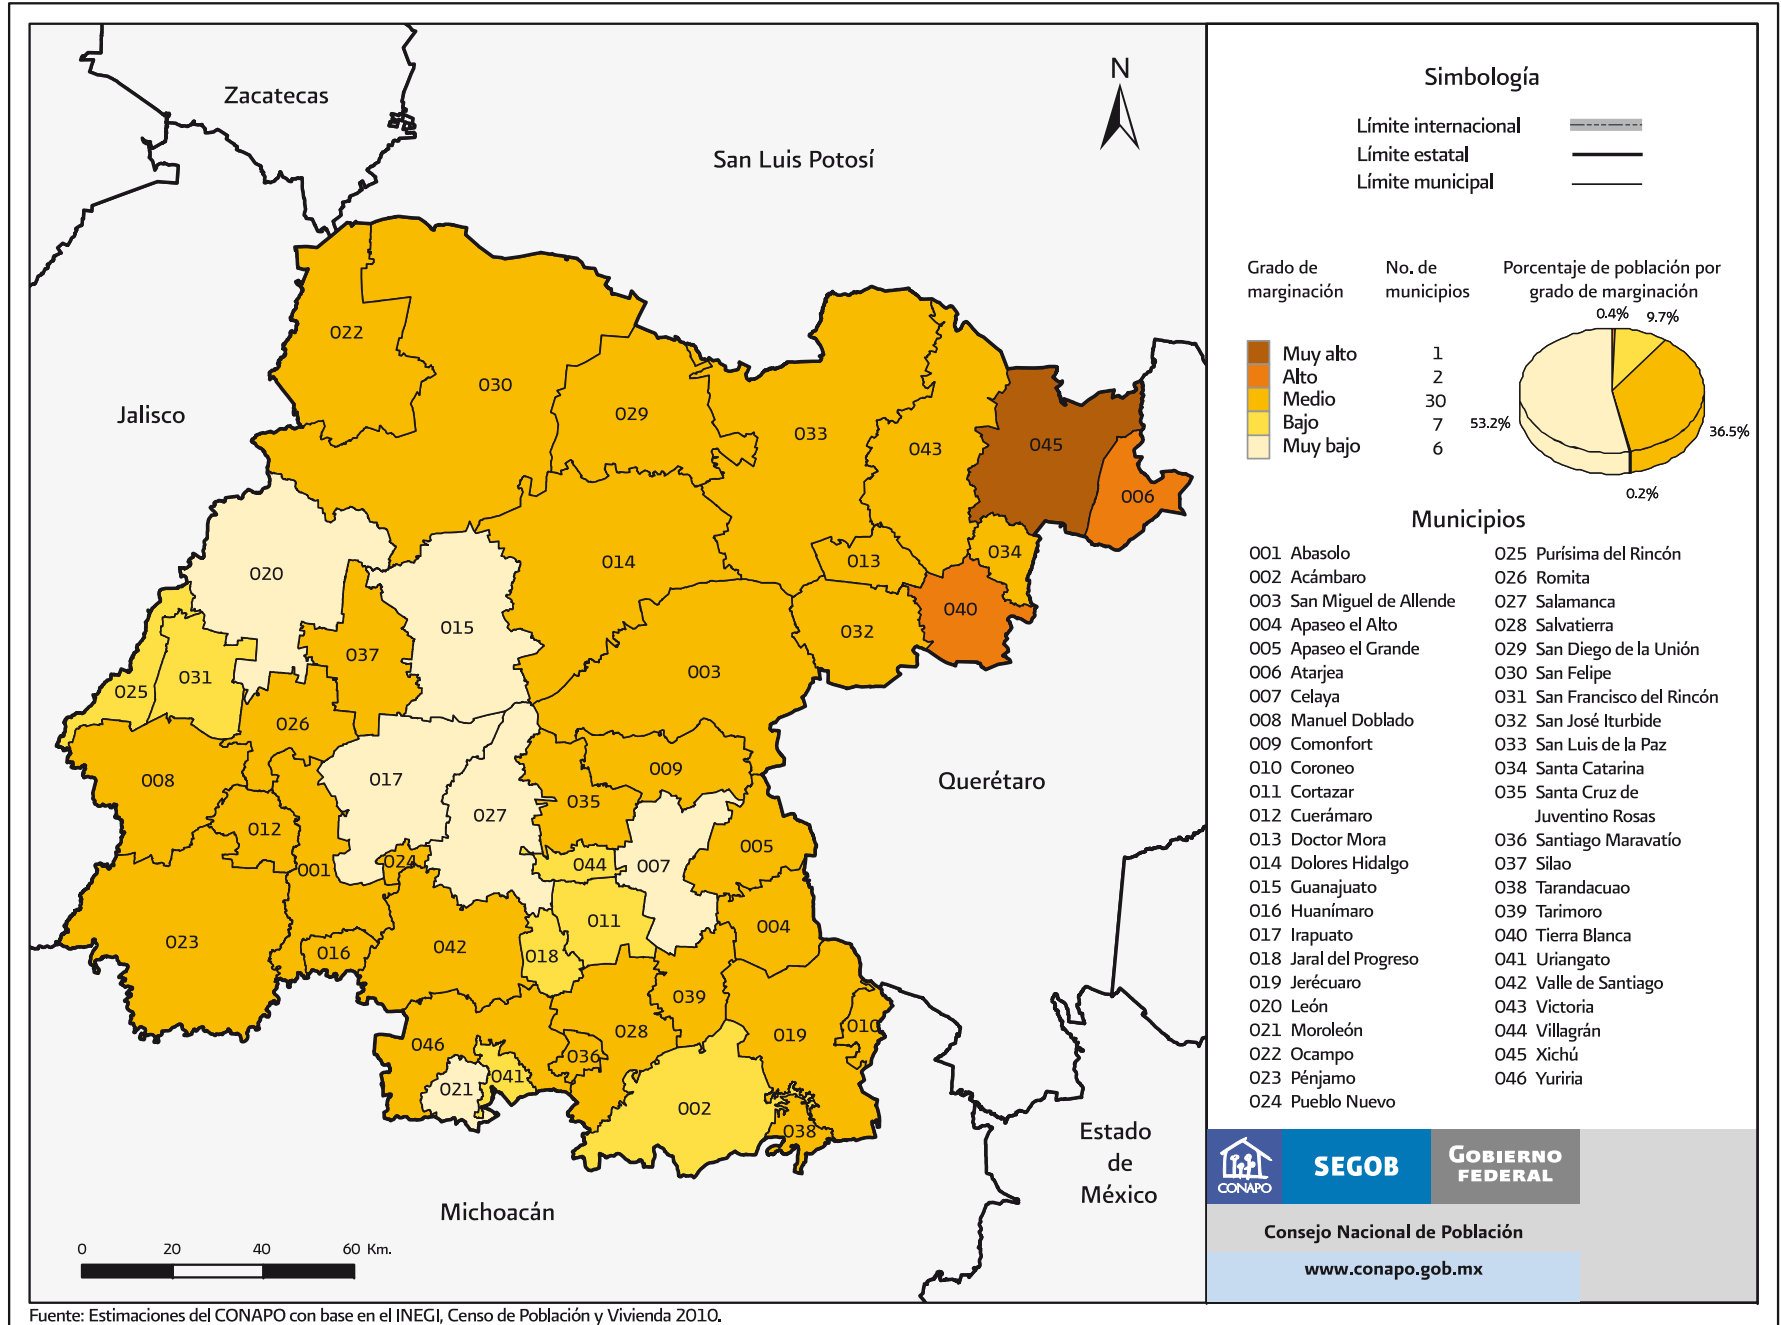 Zacatecas
San Luis Potosí
N
Jalisco
Querétaro
Michoacán
Estado
de
México
022
030
029
033
043
045
006
014
013
034
020
015
037
032
040
003
025
031
026
008
017
009
027
035
012
005
024
044
007
001
011
004
023
016
042
018
039
028
019
010
046
036
021
041
002
038
0 20 40 60 Km.
Simbología
Límite internacional
Límite estatal
Límite municipal
Grado de
marginación
No. de
municipios
Porcentaje de población por
grado de marginación
Muy alto 1
Alto 2
Medio 30
Bajo 7
Muy bajo 6
0.4%
9.7%
53.2%
36.5%
0.2%
Municipios
001 Abasolo
002 Acámbaro
003 San Miguel de Allende
004 Apaseo el Alto
005 Apaseo el Grande
006 Atarjea
007 Celaya
008 Manuel Doblado
009 Comonfort
010 Coroneo
011 Cortazar
012 Cuerámaro
013 Doctor Mora
014 Dolores Hidalgo
015 Guanajuato
016 Huanímaro
017 Irapuato
018 Jaral del Progreso
019 Jerécuaro
020 León
021 Moroleón
022 Ocampo
023 Pénjamo
024 Pueblo Nuevo
025 Purísima del Rincón
026 Romita
027 Salamanca
028 Salvatierra
029 San Diego de la Unión
030 San Felipe
031 San Francisco del Rincón
032 San José Iturbide
033 San Luis de la Paz
034 Santa Catarina
035 Santa Cruz de
Juventino Rosas
036 Santiago Maravatío
037 Silao
038 Tarandacuao
039 Tarimoro
040 Tierra Blanca
041 Uriangato
042 Valle de Santiago
043 Victoria
044 Villagrán
045 Xichú
046 Yuriria
CONAPO
SEGOB
GOBIERNO
FEDERAL
Consejo Nacional de Población
www.conapo.gob.mx
Fuente: Estimaciones del CONAPO con base en el INEGI, Censo de Población y Vivienda 2010.